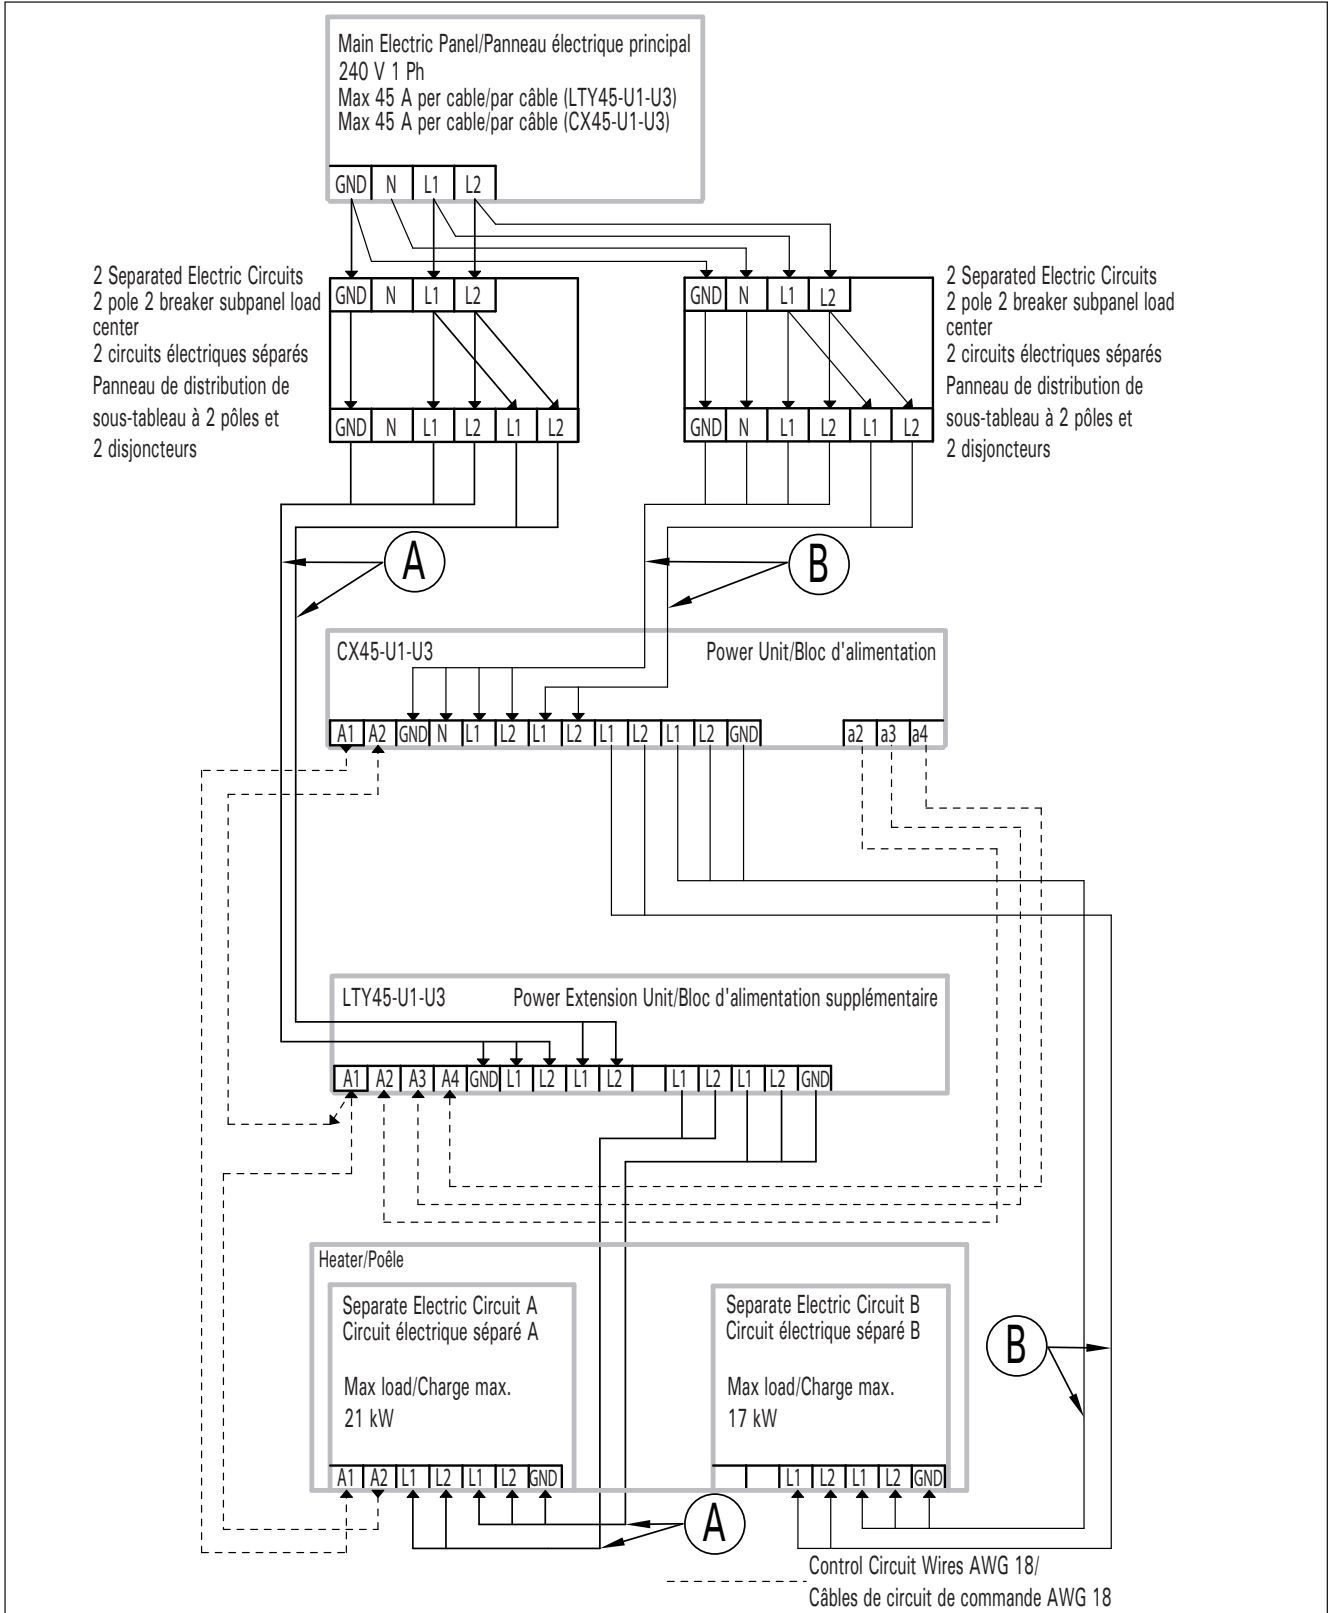 Main Electric Panel/Panneau électrique principal
240 V 1 Ph
Max 45 A per cable/par câble (LTY45-U1-U3)
Max 45 A per cable/par câble (CX45-U1-U3)
GND N L1 L2
2 Separated Electric Circuits
2 pole 2 breaker subpanel load
center
2 circuits électriques séparés
Panneau de distribution de
sous-tableau à 2 pôles et
2 disjoncteurs
GND N L1 L2
GND N L1 L2 L1 L2
GND N L1 L2
GND N L1 L2 L1 L2
2 Separated Electric Circuits
2 pole 2 breaker subpanel load
center
2 circuits électriques séparés
Panneau de distribution de
sous-tableau à 2 pôles et
2 disjoncteurs
A
B
CX45-U1-U3 Power Unit/Bloc d'alimentation
A1 A2 GND N L1 L2 L1 L2 L1 L2 L1 L2 GND a2 a3 a4
LTY45-U1-U3 Power Extension Unit/Bloc d'alimentation supplémentaire
A1 A2 A3 A4 GND L1 L2 L1 L2 L1 L2 L1 L2 GND
Heater/Poêle
Separate Electric Circuit A
Circuit électrique séparé A
Max load/Charge max.
21 kW
A1 A2 L1 L2 L1 L2 GND
Separate Electric Circuit B
Circuit électrique séparé B
Max load/Charge max.
17 kW
L1 L2 L1 L2 GND
B
A
Control Circuit Wires AWG 18/
Câbles de circuit de commande AWG 18